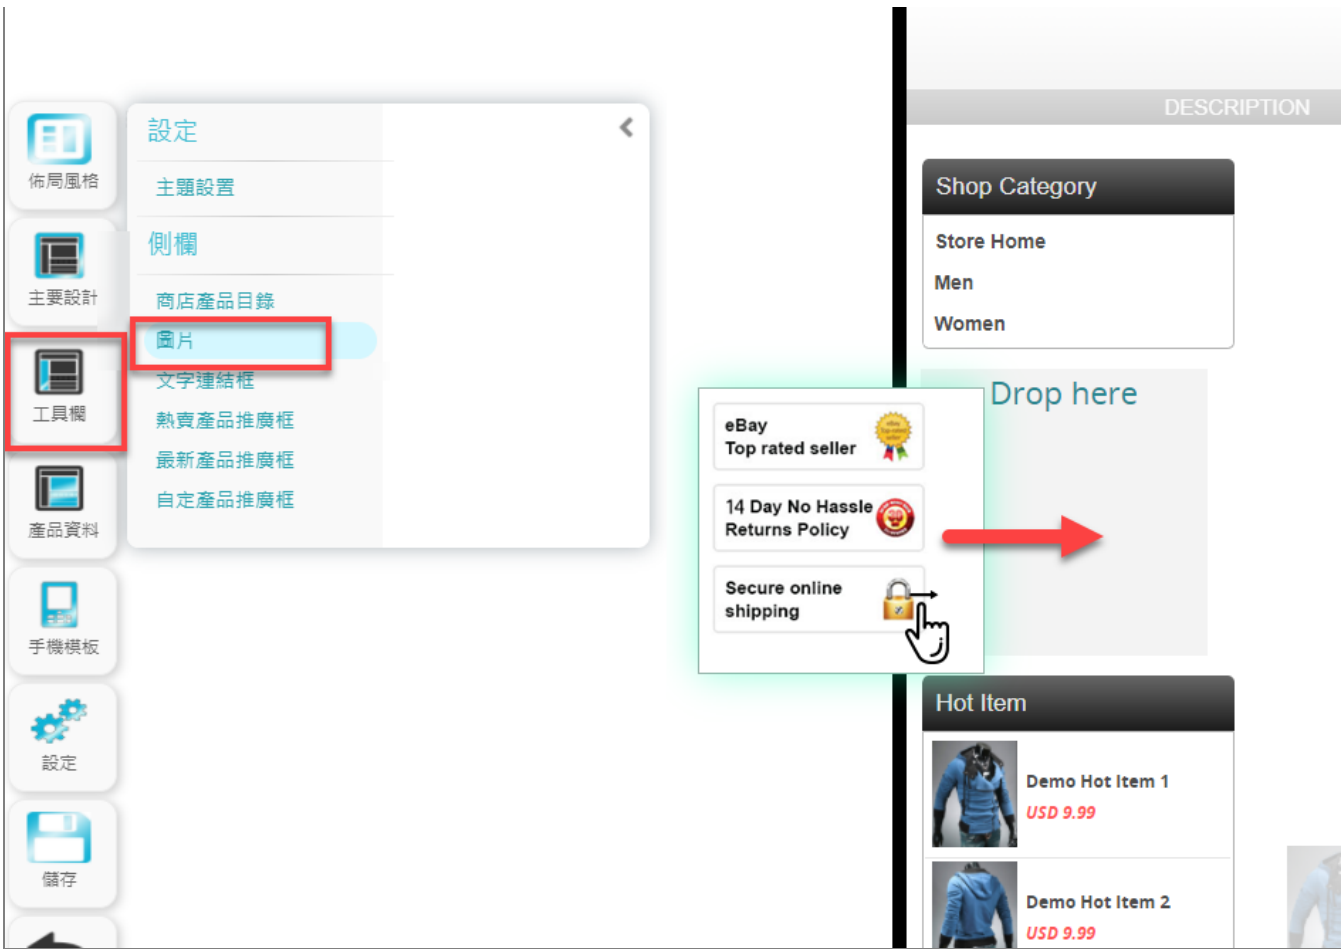 佈局風格
主要設計
工具欄
產品資料
手機模板
設定
儲存
設定
主題設置
側欄
商店產品目錄
圖片
文字連結框
熱賣產品推廣框
最新產品推廣框
自定產品推廣框
eBay
Top rated seller
14 Day No Hassle
Returns Policy
Secure online
shipping
DESCRIPTION
Shop Category
Store Home
Men
Women
Drop here
Hot Item
Demo Hot Item 1
USD 9.99
Demo Hot Item 2
USD 9.99